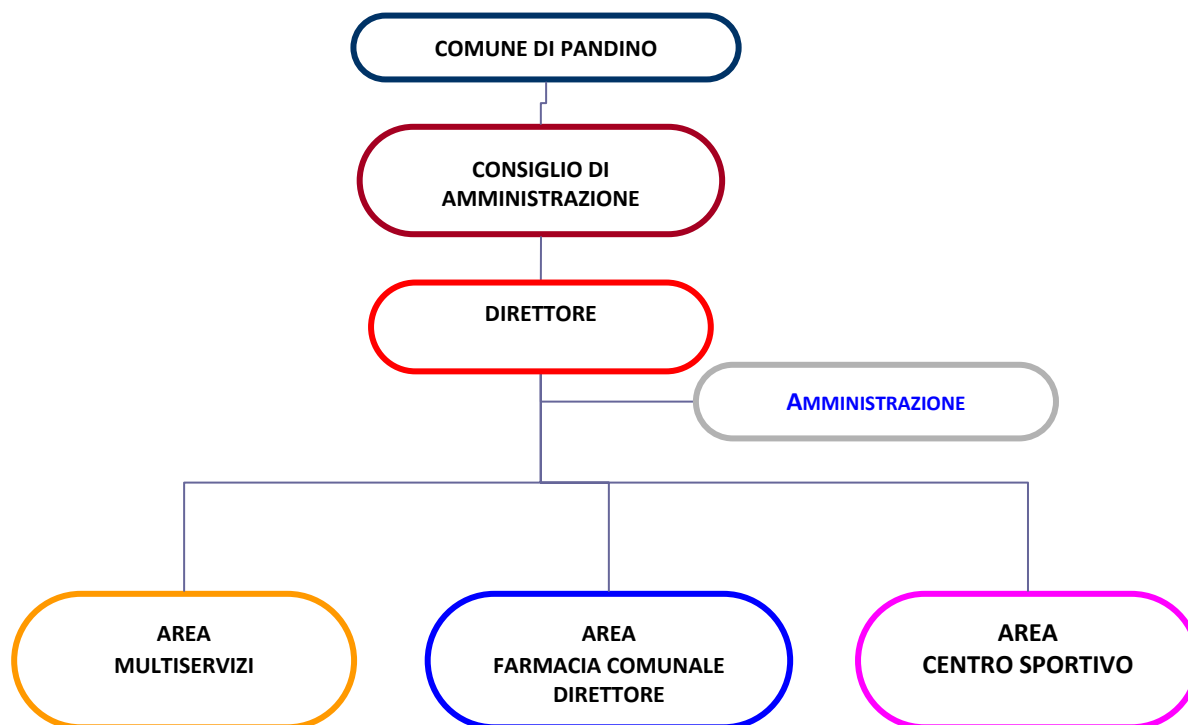 COMUNE DI PANDINO
CONSIGLIO DI
AMMINISTRAZIONE
DIRETTORE
AMMINISTRAZIONE
AREA
MULTISERVIZI
AREA
FARMACIA COMUNALE
DIRETTORE
AREA
CENTRO SPORTIVO